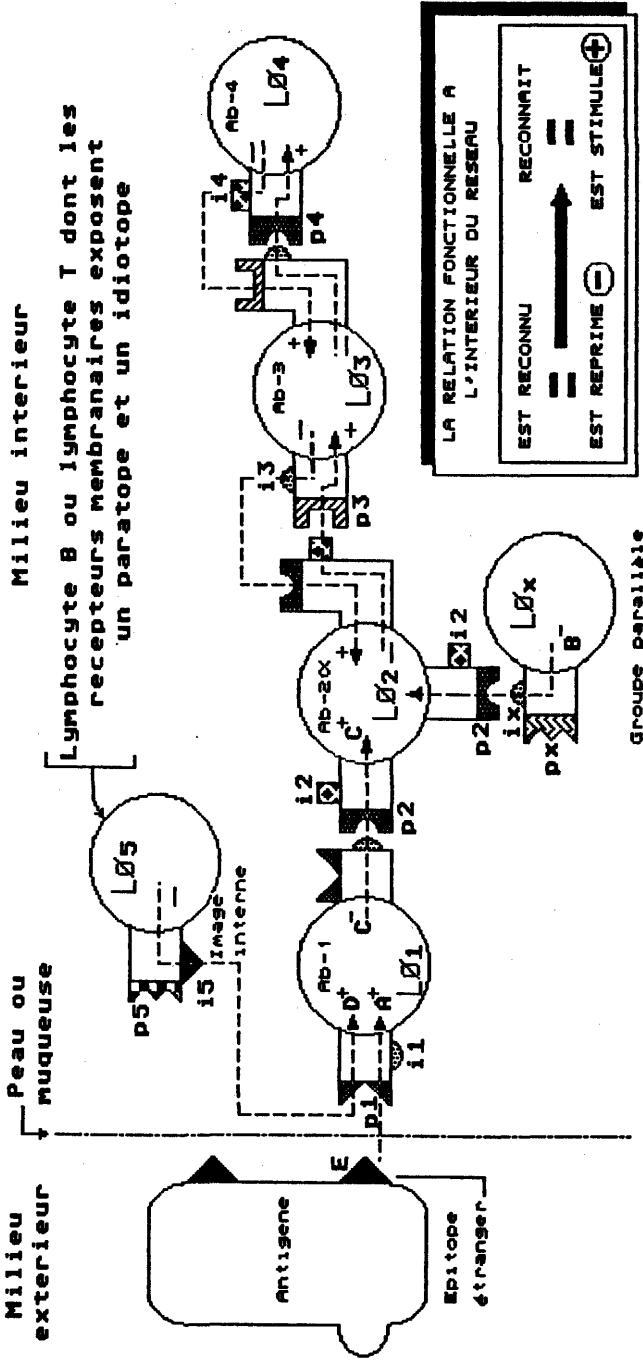 Milieu
exterieur
Peau ou
muqueuse
Milieu interieur
Lymphocyte B ou lymphocyte T dont les
recepteurs membranaires exposent
un paratope et un idiotope
Antigene
E
Epitope
étranger
p5
i5
LØ5
—
Image
interne
p1
i1
Ab-1
D+
A+
C-
LØ1
p2
i2
Ab-2α
+
C
+
LØ2
p2
i2
ix
px
B-
LØx
Groupe parallèle
p3
i3
Ab-3
—
+
+
LØ3
p4
i4
Ab-4
—
+
LØ4
LA RELATION FONCTIONNELLE A
L'INTERIEUR DU RESEAU
EST RECONNU RECONNAIT
EST REPRIME - EST STIMULE +